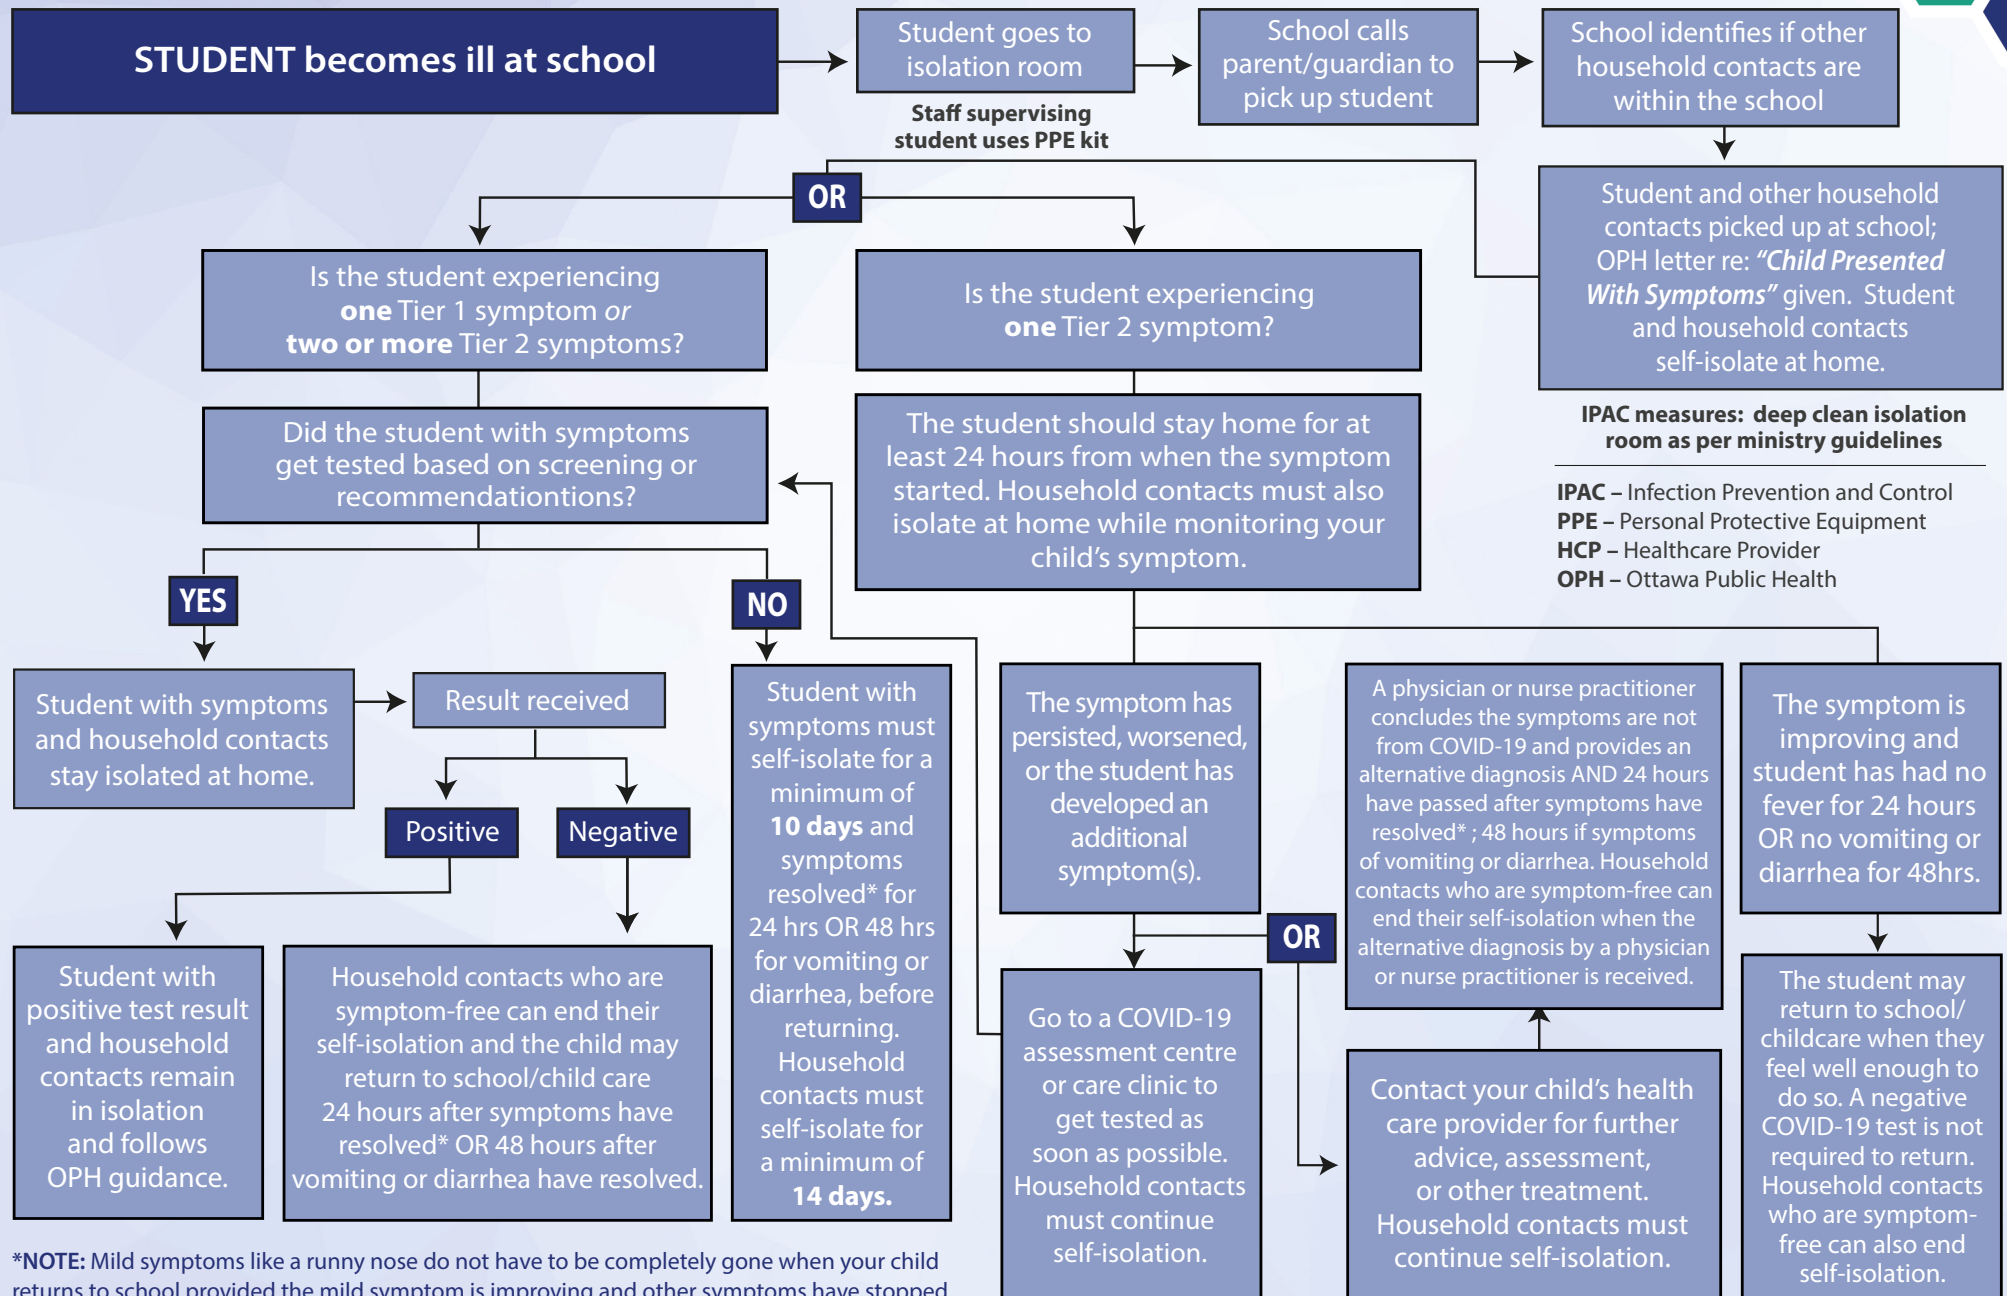 STUDENT becomes ill at school
Student goes to
isolation room
Staff supervising
student uses PPE kit
School calls
parent/guardian to
pick up student
School identifies if other
household contacts are
within the school
Student and other household
contacts picked up at school;
OPH letter re: “Child Presented
With Symptoms” given. Student
and household contacts
self-isolate at home.
IPAC measures: deep clean isolation
room as per ministry guidelines
IPAC – Infection Prevention and Control
PPE – Personal Protective Equipment
HCP – Healthcare Provider
OPH – Ottawa Public Health
OR
Is the student experiencing
one Tier 1 symptom or
two or more Tier 2 symptoms?
Did the student with symptoms
get tested based on screening or
recommendationtions?
YES
NO
Student with symptoms
and household contacts
stay isolated at home.
Result received
Positive
Negative
Student with
positive test result
and household
contacts remain
in isolation
and follows
OPH guidance.
Household contacts who are
symptom-free can end their
self-isolation and the child may
return to school/child care
24 hours after symptoms have
resolved* OR 48 hours after
vomiting or diarrhea have resolved.
Student with
symptoms must
self-isolate for a
minimum of
10 days and
symptoms
resolved* for
24 hrs OR 48 hrs
for vomiting or
diarrhea, before
returning.
Household
contacts must
self-isolate for
a minimum of
14 days.
Is the student experiencing
one Tier 2 symptom?
The student should stay home for at
least 24 hours from when the symptom
started. Household contacts must also
isolate at home while monitoring your
child’s symptom.
The symptom has
persisted, worsened,
or the student has
developed an
additional
symptom(s).
OR
Go to a COVID-19
assessment centre
or care clinic to
get tested as
soon as possible.
Household contacts
must continue
self-isolation.
A physician or nurse practitioner
concludes the symptoms are not
from COVID-19 and provides an
alternative diagnosis AND 24 hours
have passed after symptoms have
resolved* ; 48 hours if symptoms
of vomiting or diarrhea. Household
contacts who are symptom-free can
end their self-isolation when the
alternative diagnosis by a physician
or nurse practitioner is received.
Contact your child’s health
care provider for further
advice, assessment,
or other treatment.
Household contacts must
continue self-isolation.
The symptom is
improving and
student has had no
fever for 24 hours
OR no vomiting or
diarrhea for 48hrs.
The student may
return to school/
childcare when they
feel well enough to
do so. A negative
COVID-19 test is not
required to return.
Household contacts
who are symptom-
free can also end
self-isolation.
*NOTE: Mild symptoms like a runny nose do not have to be completely gone when your child
returns to school provided the mild symptom is improving and other symptoms have stopped